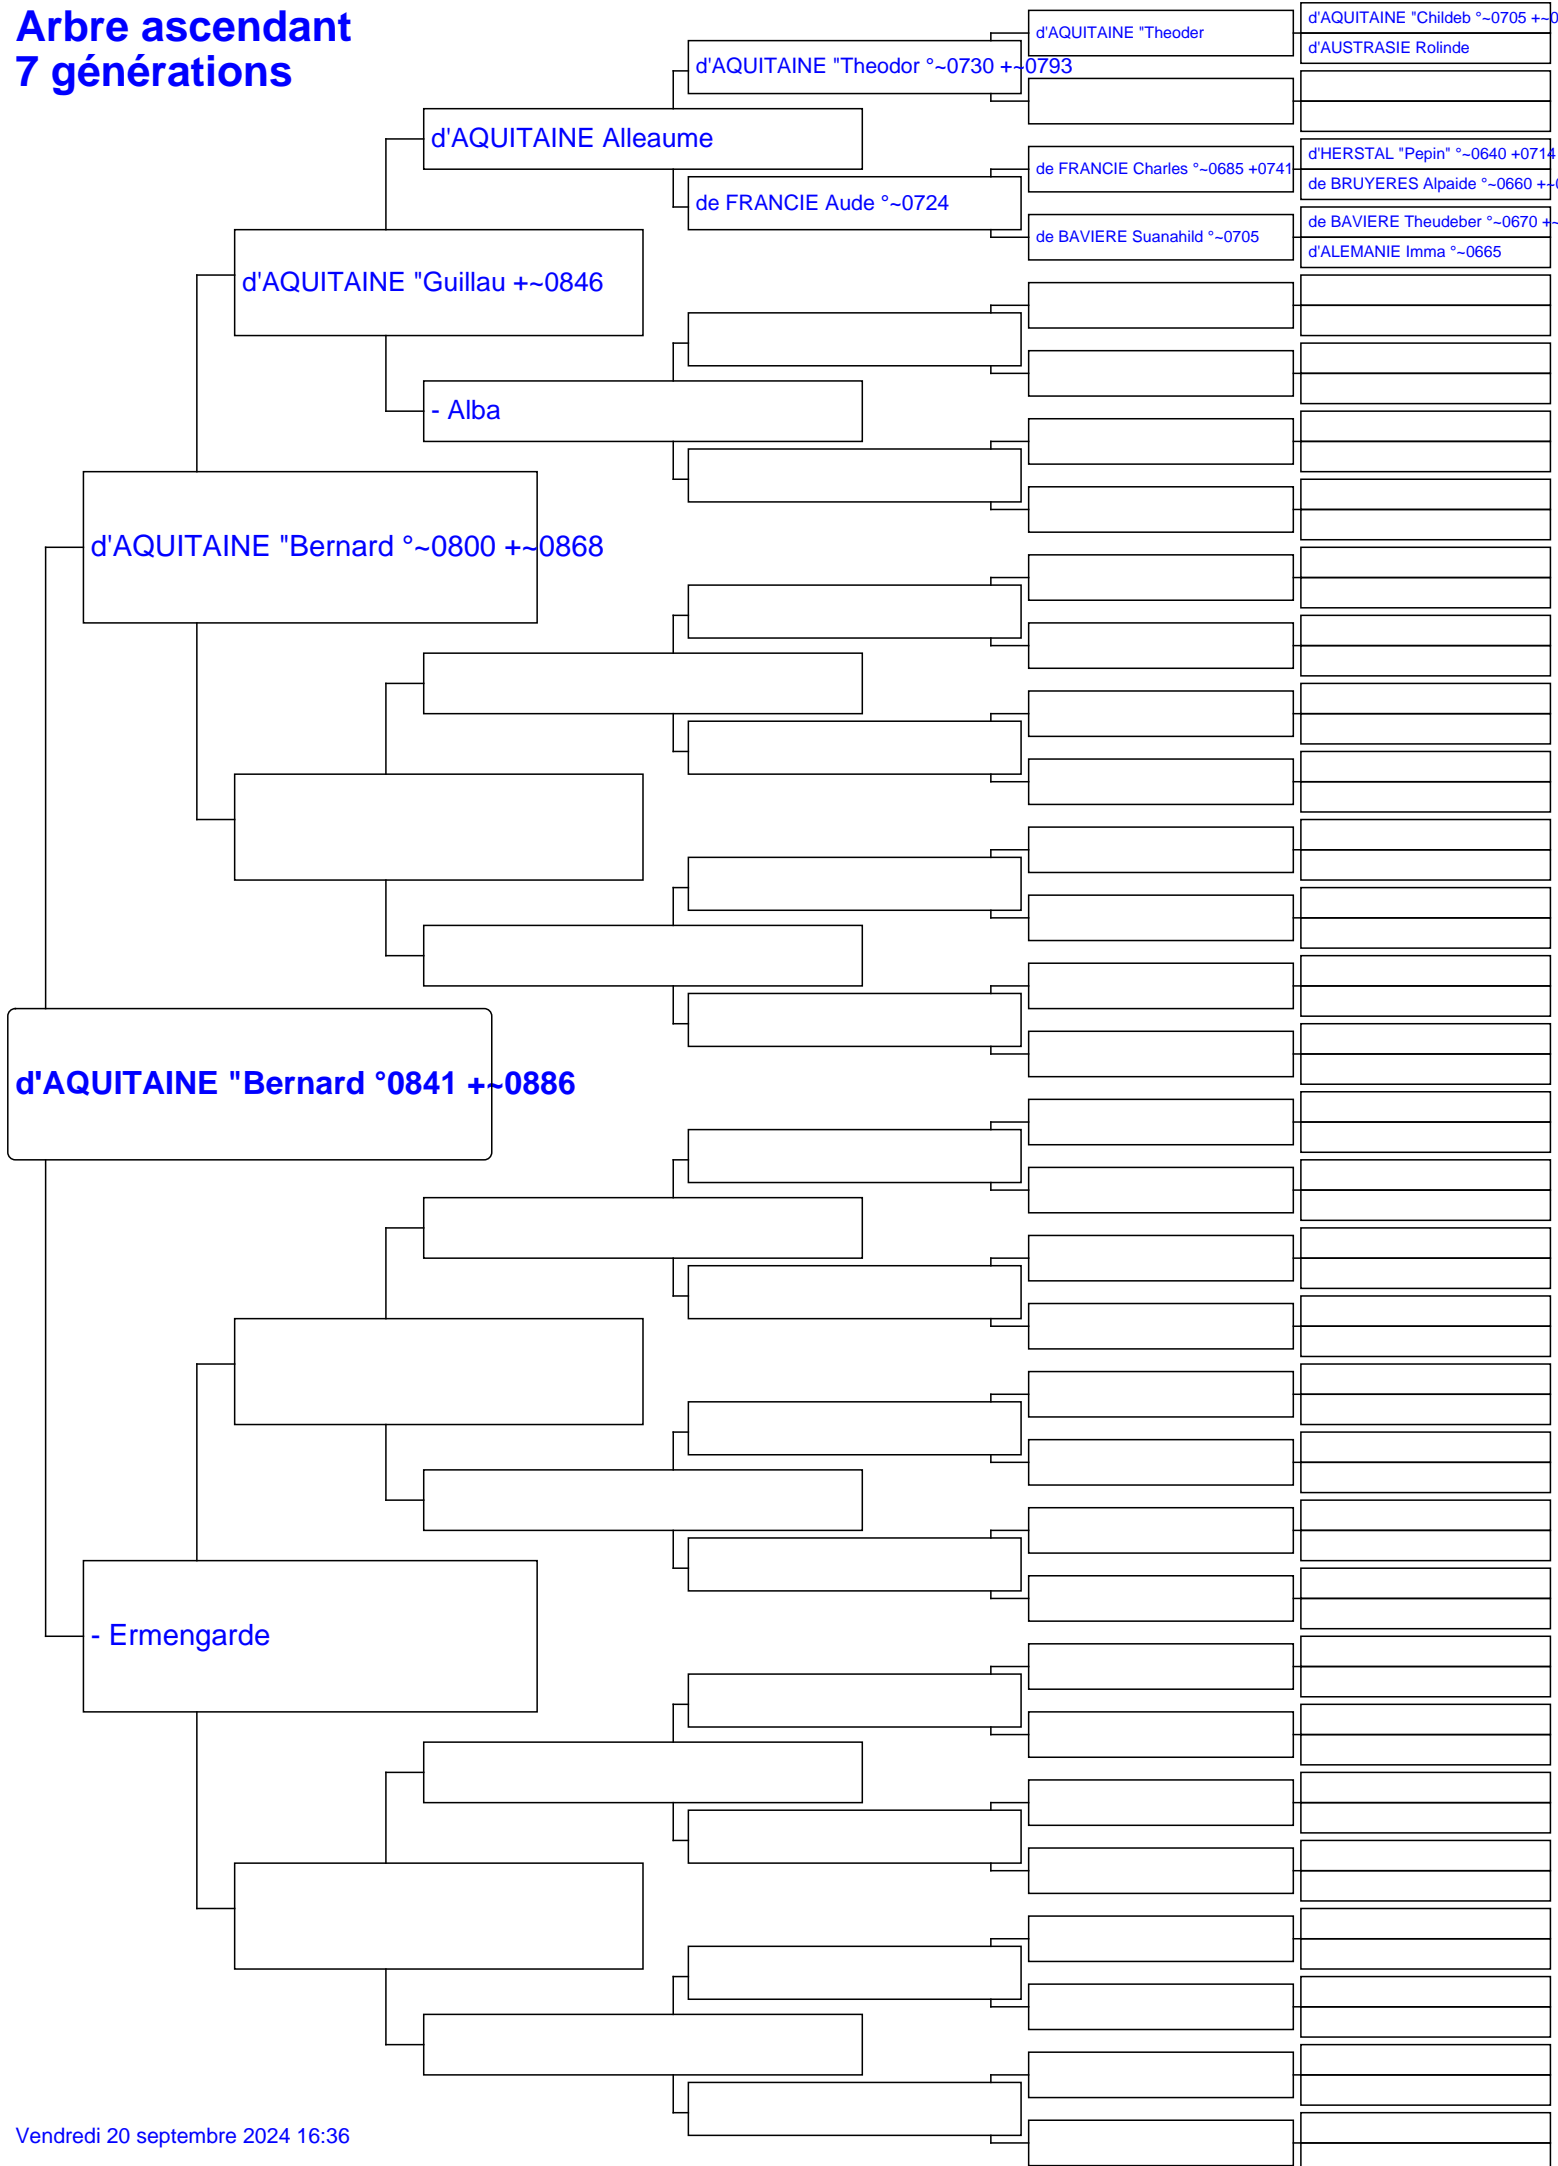 Arbre ascendant
7 générations
d'AQUITAINE "Childeb °~0705 +~0
d'AQUITAINE "Theoder
d'AUSTRASIE Rolinde
d'AQUITAINE "Theodor °~0730 +~0793
d'AQUITAINE Alleaume
d'HERSTAL "Pepin" °~0640 +0714
de FRANCIE Charles °~0685 +0741
de BRUYERES Alpaide °~0660 +~0
de FRANCIE Aude °~0724
de BAVIERE Theudeber °~0670 +~
de BAVIERE Suanahild °~0705
d'ALEMANIE Imma °~0665
d'AQUITAINE "Guillau +~0846
- Alba
d'AQUITAINE "Bernard °~0800 +~0868
d'AQUITAINE "Bernard °0841 +~0886
- Ermengarde
Vendredi 20 septembre 2024 16:36